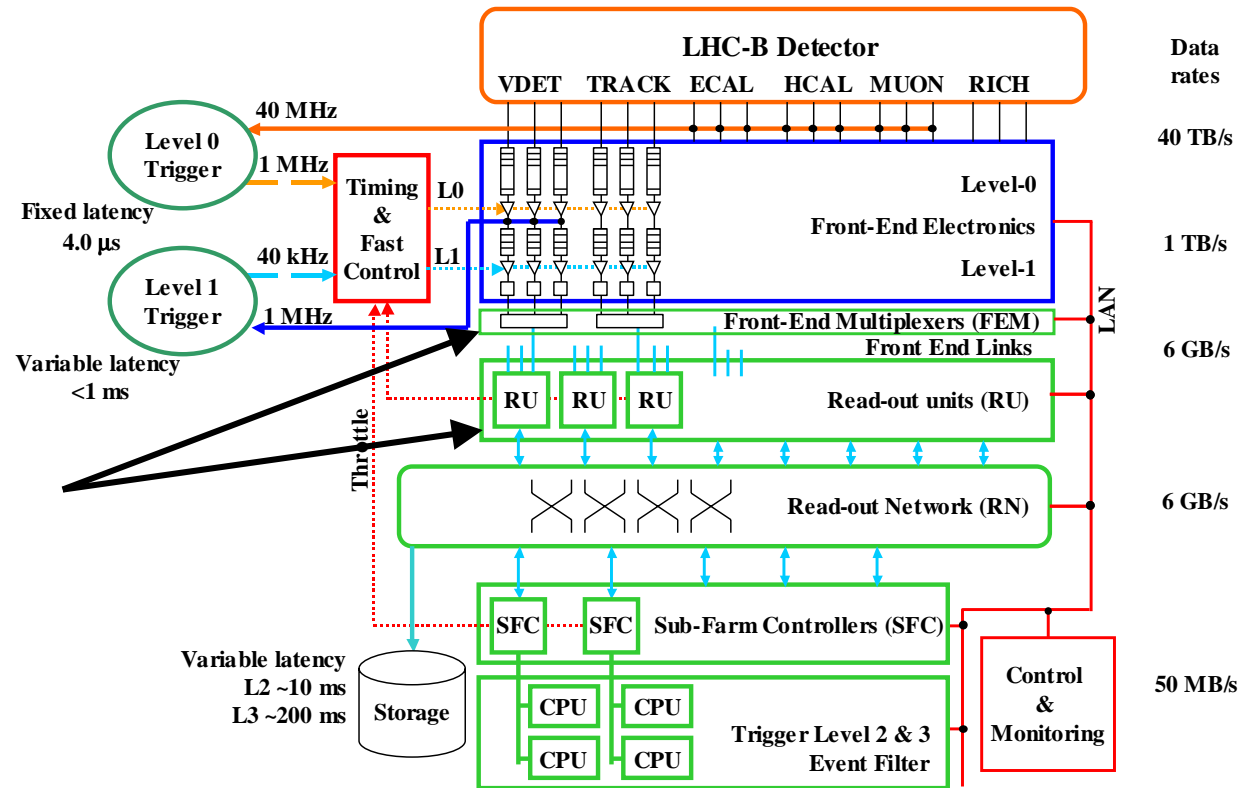 LHC-B Detector
Data
rates
VDET TRACK ECAL HCAL MUON RICH
40 MHz
40 TB/s
Level 0
Trigger
1 MHz
Timing
&
Fast
Control
L0
L1
Level-0
Front-End Electronics
Level-1
Fixed latency
4.0 μs
1 TB/s
40 kHz
Level 1
Trigger
1 MHz
LAN
Front-End Multiplexers (FEM)
Front End Links
6 GB/s
Variable latency
<1 ms
RU
RU
RU
Read-out units (RU)
Throttle
Read-out Network (RN)
6 GB/s
SFC
SFC
Sub-Farm Controllers (SFC)
Variable latency
L2 ~10 ms
L3 ~200 ms
Storage
Control
&
Monitoring
50 MB/s
CPU
CPU
CPU
CPU
Trigger Level 2 & 3
Event Filter